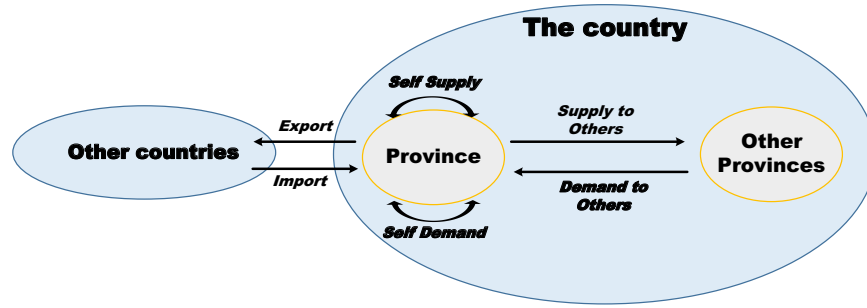 The country
Self Supply
Export
Supply to
Others
Other countries
Province
Other
Provinces
Import
Demand to
Others
Self Demand